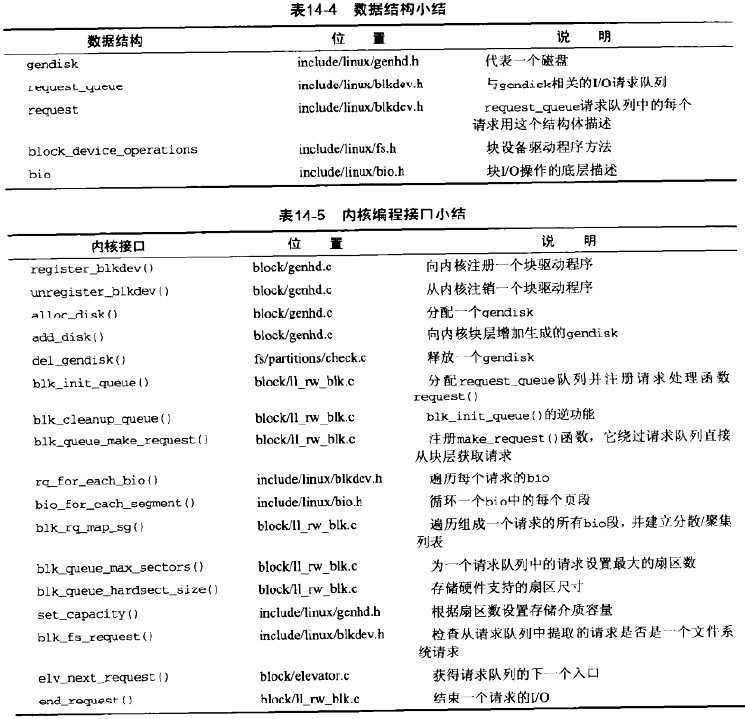 表14-4 数据结构小结
数据结构 位 置 说 明
gendisk include/linux/genhd.h 代表一个磁盘
request_queue include/linux/blkdev.h 与gendisk相关的I/O请求队列
request include/linux/blkdev.h request_queue请求队列中的每个
请求用这个结构体描述
block_device_operations include/linux/fs.h 块设备驱动程序方法
bio include/linux/bio.h 块I/O操作的底层描述
表14-5 内核编程接口小结
内核接口 位 置 说 明
register_blkdev() block/genhd.c 向内核注册一个块驱动程序
unregister_blkdev() block/genhd.c 从内核注销一个块驱动程序
alloc_disk() block/genhd.c 分配一个gendisk
add_disk() block/genhd.c 向内核块层增加生成的gendisk
del_gendisk() fs/partitions/check.c 释放一个gendisk
blk_init_queue() block/ll_rw_blk.c 分配request_queue队列并注册请求处理函数
request()
blk_cleanup_queue() block/ll_rw_blk.c blk_init_queue()的逆功能
blk_queue_make_request() block/ll_rw_blk.c 注册make_request()函数，它绕过请求队列直接
从块层获取请求
rq_for_each_bio() include/linux/blkdev.h 遍历每个请求的bio
bio_for_each_segment() include/linux/bio.h 循环一个bio中的每个页段
blk_rq_map_sg() block/ll_rw_blk.c 遍历组成一个请求的所有bio段，并建立分散/聚集
列表
blk_queue_max_sectors() block/ll_rw_blk.c 为一个请求队列中的请求设置最大的扇区数
blk_queue_hardsect_size() block/ll_rw_blk.c 存储硬件支持的扇区尺寸
set_capacity() include/linux/genhd.h 根据扇区数设置存储介质容量
blk_fs_request() include/linux/blkdev.h 检查从请求队列中提取的请求是否是一个文件系
统请求
elv_next_request() block/elevator.c 获得请求队列的下一个入口
end_request() block/ll_rw_blk.c 结束一个请求的I/O